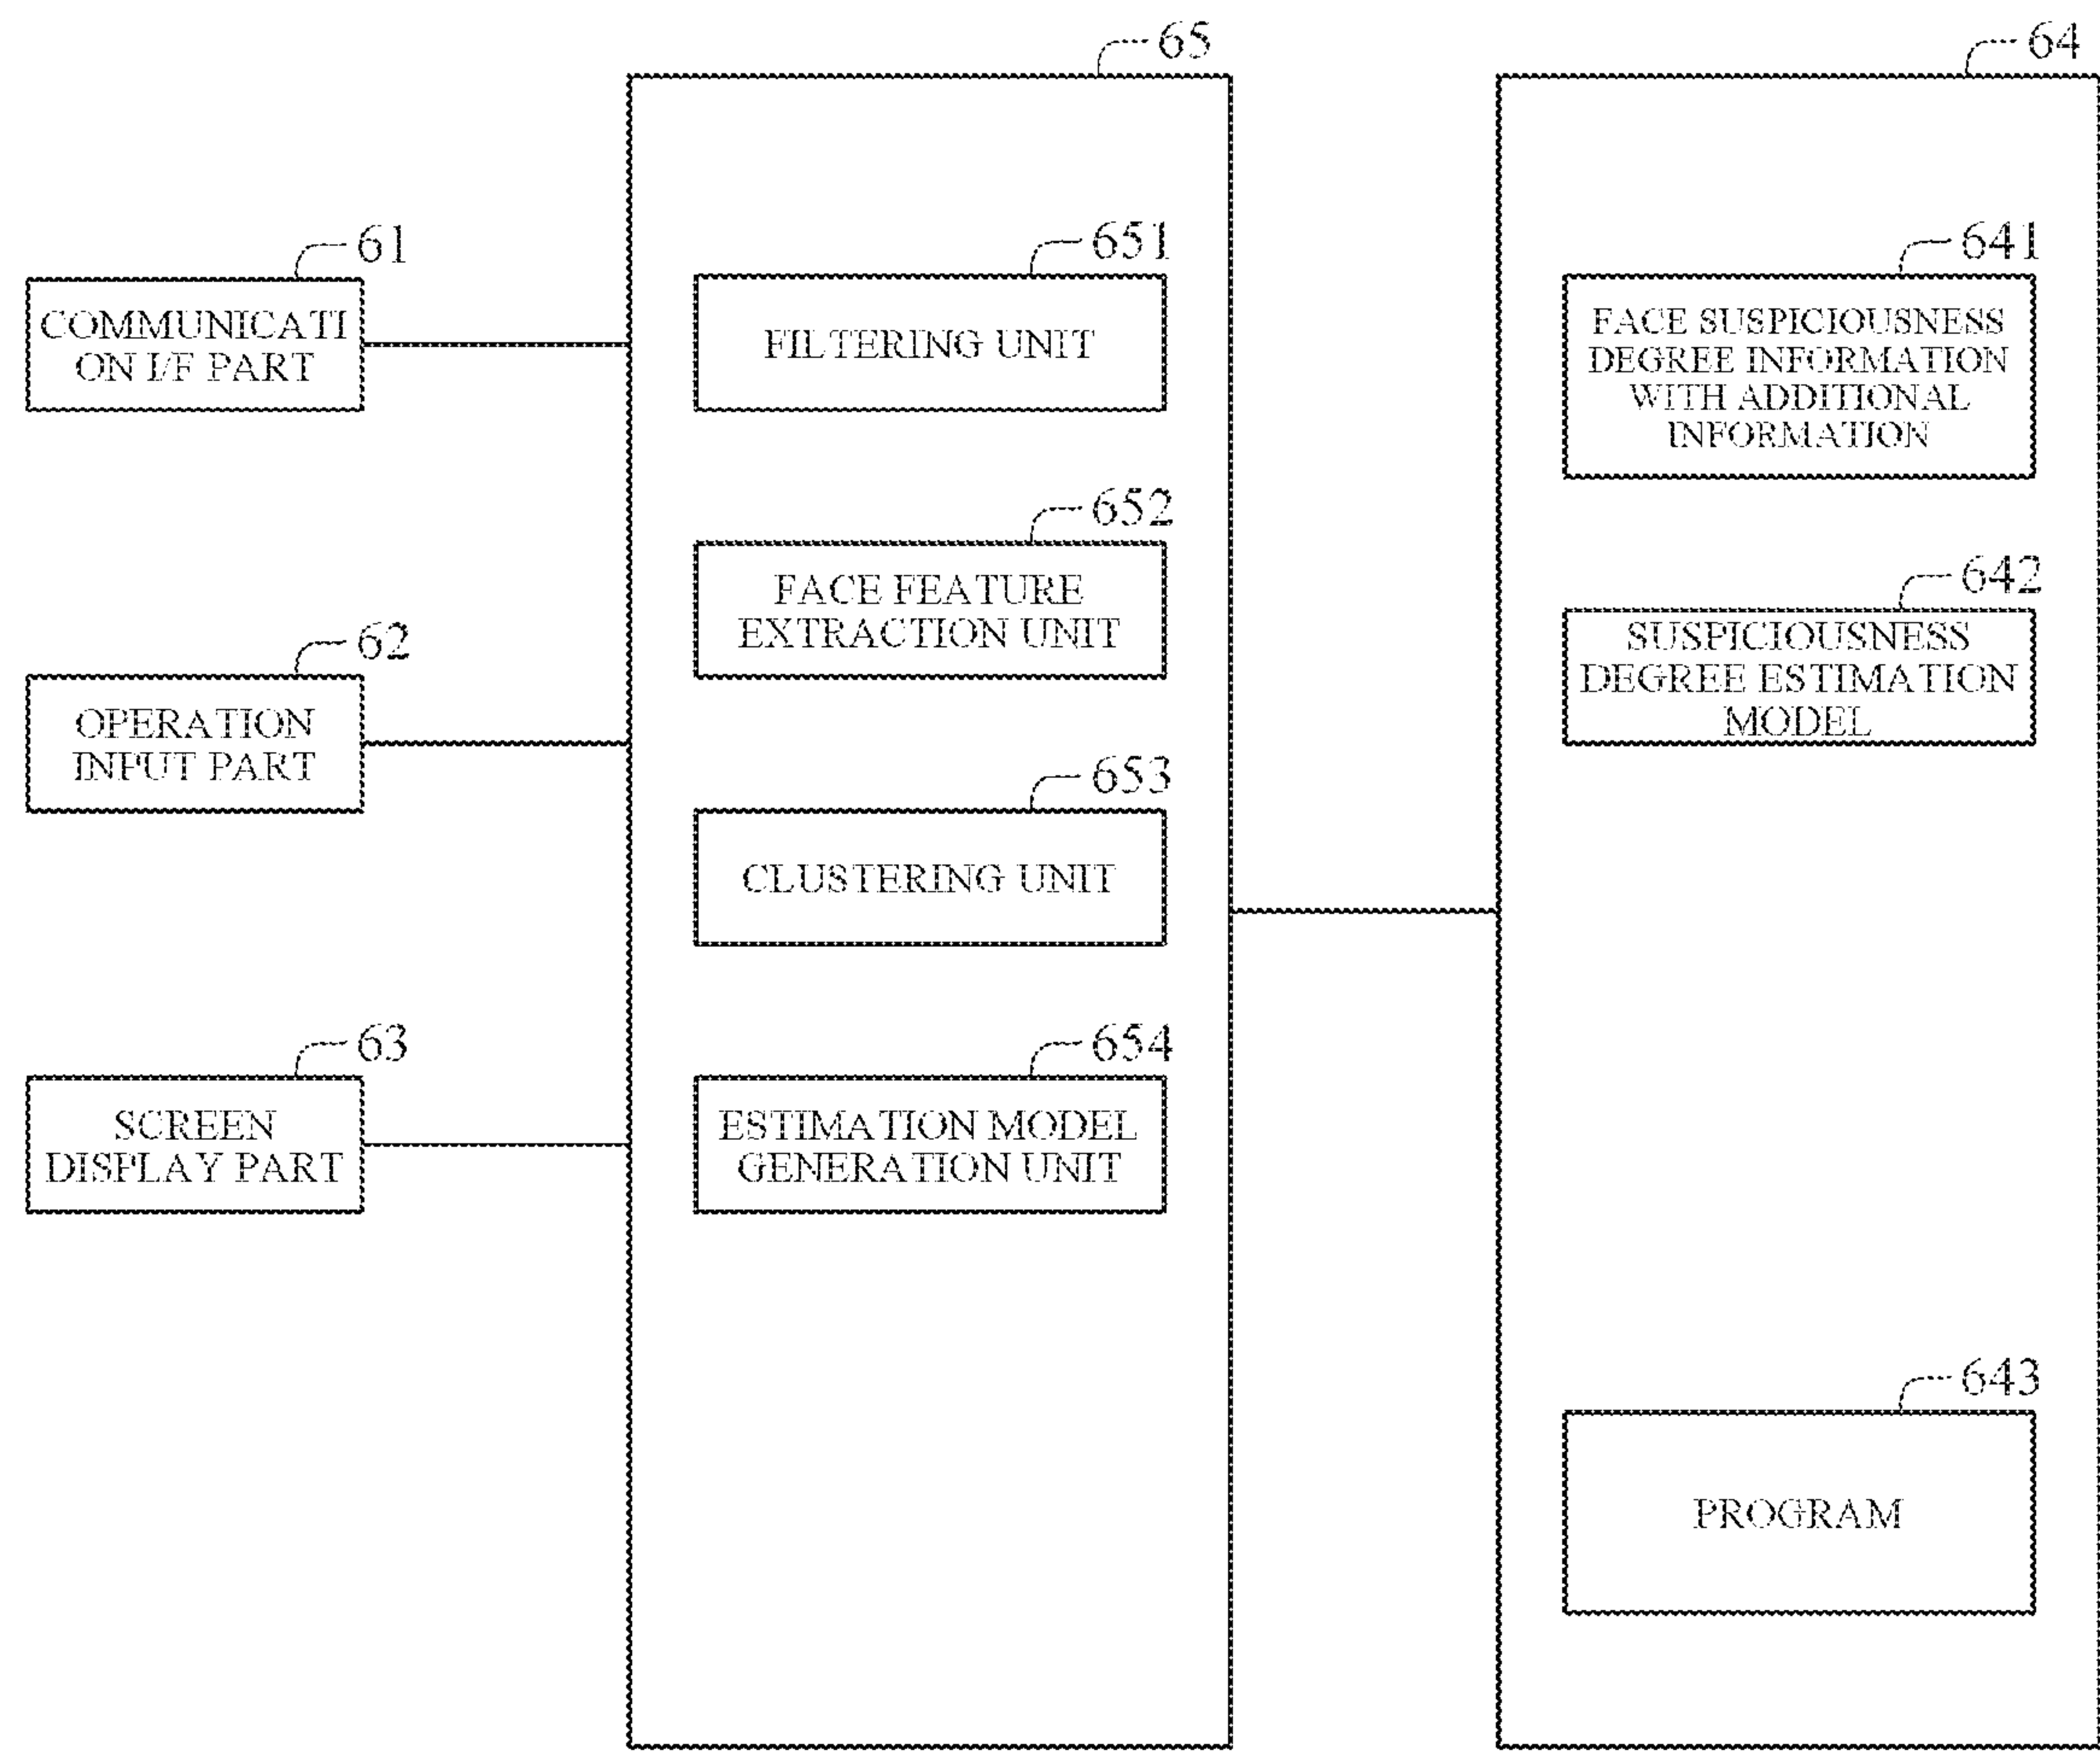 65
64
61
COMMUNICATI
ON I/F PART
651
FILTERING UNIT
641
FACE SUSPICIOUSNESS
DEGREE INFORMATION
WITH ADDITIONAL
INFORMATION
652
FACE FEATURE
EXTRACTION UNIT
642
SUSPICIOUSNESS
DEGREE ESTIMATION
MODEL
62
OPERATION
INPUT PART
653
CLUSTERING UNIT
63
SCREEN
DISPLAY PART
654
ESTIMATION MODEL
GENERATION UNIT
643
PROGRAM